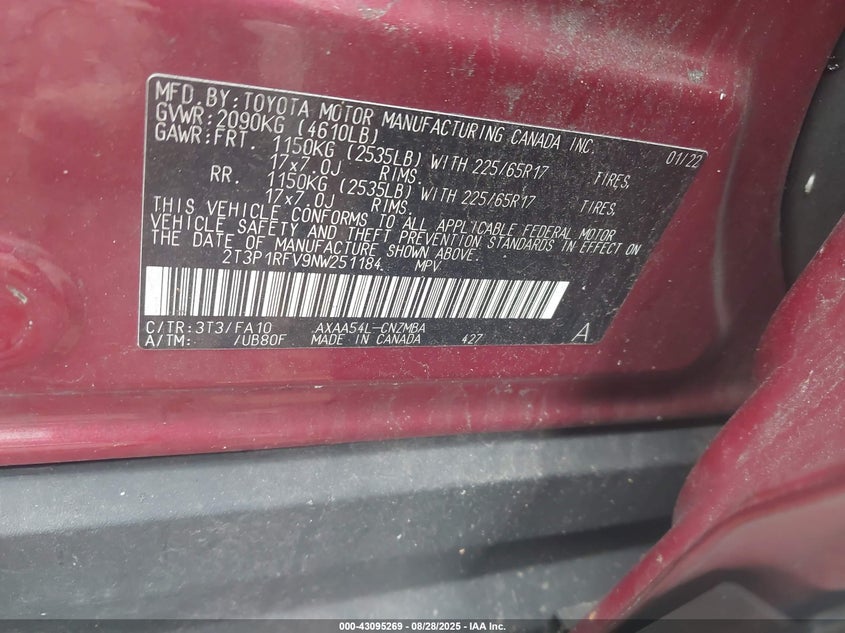 MFD. BY: TOYOTA MOTOR MANUFACTURING CANADA INC. 01/22
GVWR: 2090KG (4610LB)
GAWR: FRT. 1150KG (2535LB) WITH 225/65R17 TIRES,
17x7.0J RIMS,
RR. 1150KG (2535LB) WITH 225/65R17 TIRES,
17x7.0J RIMS.
THIS VEHICLE CONFORMS TO ALL APPLICABLE FEDERAL MOTOR
VEHICLE SAFETY AND THEFT PREVENTION STANDARDS IN EFFECT ON
THE DATE OF MANUFACTURE SHOWN ABOVE.
2T3P1RFV9NW251184 MPV
C/TR: 3T3/FA10 AXAA54L-CNZMBA
A/TM: /UB80F MADE IN CANADA 427 A
000-43095269 - 08/28/2025 - IAA Inc.